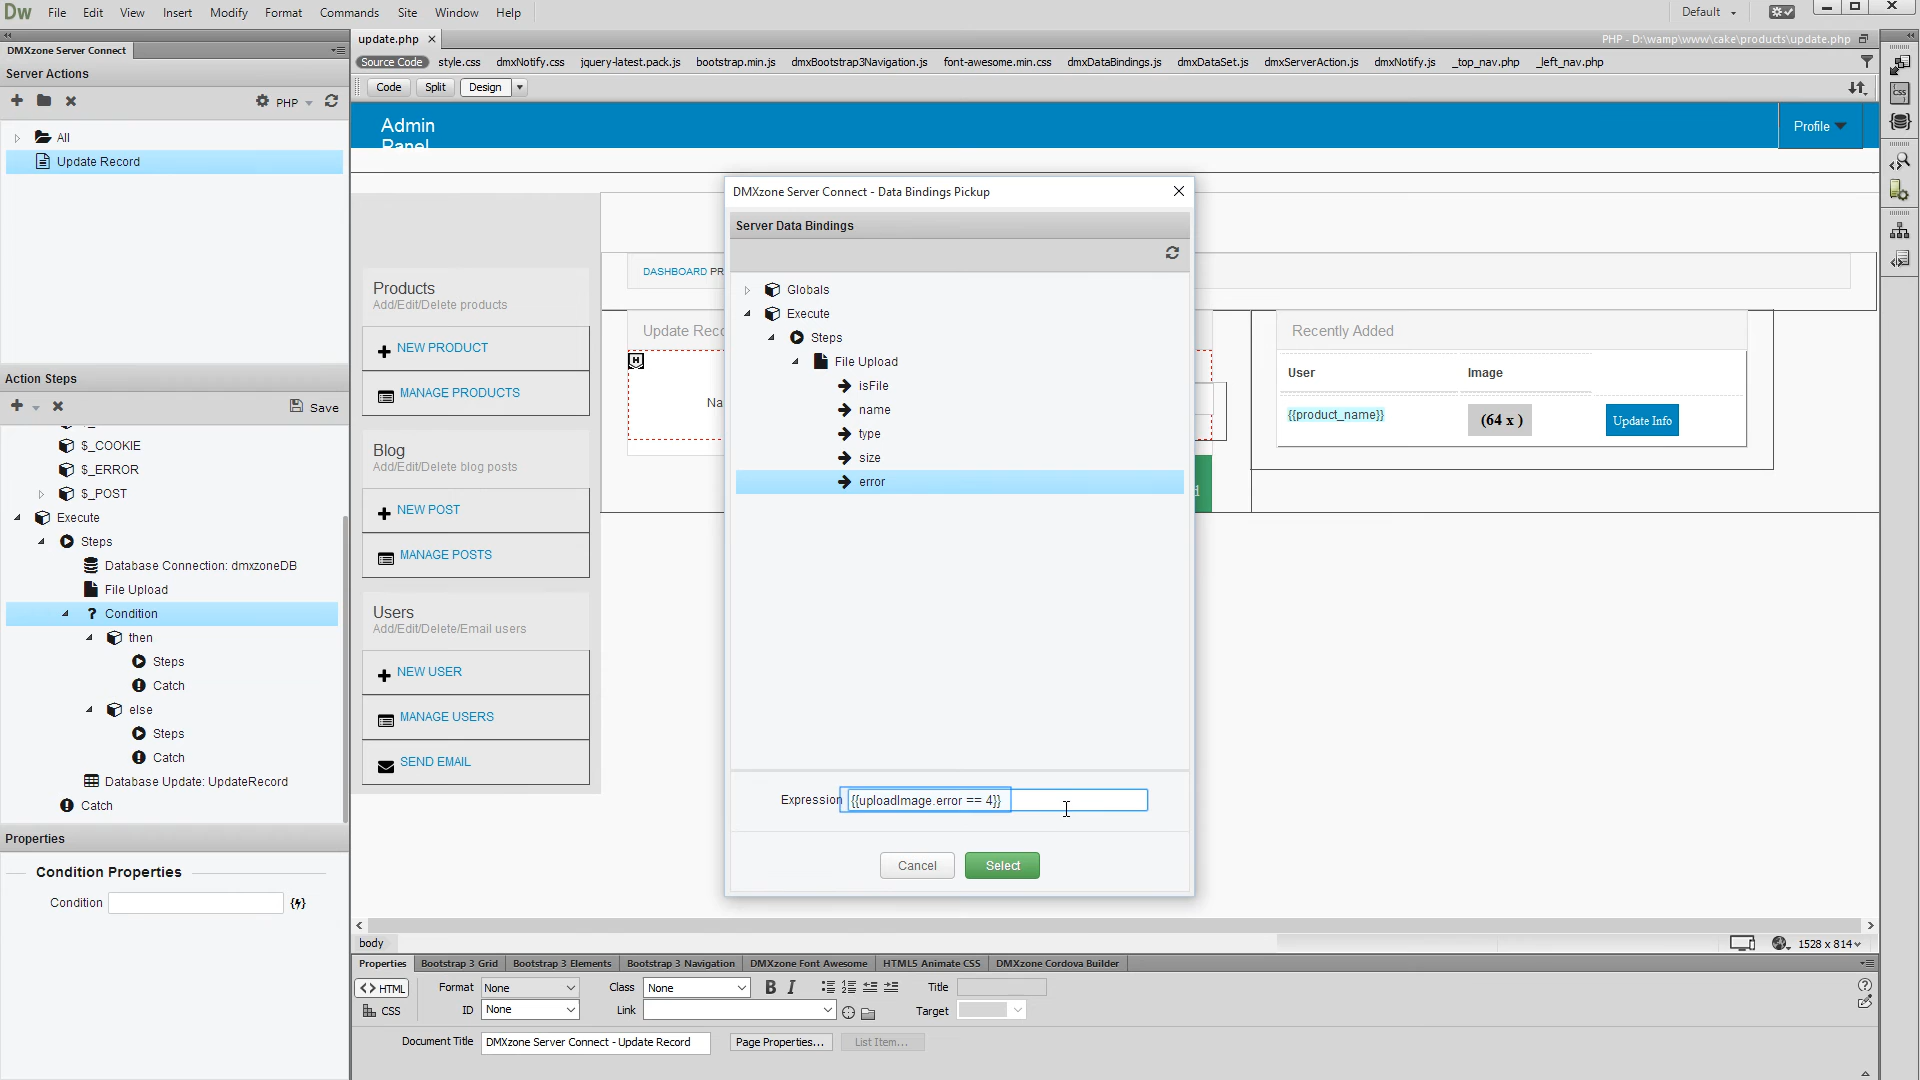 Dw File Edit View Insert Modify Format Commands Site Window Help Default
DMXzone Server Connect
update.php
PHP - D:\wamp\www\cake\products\update.php
Server Actions
Source Code style.css dmxNotify.css jquery-latest.pack.js bootstrap.min.js dmxBootstrap3Navigation.js font-awesome.min.css dmxDataBindings.js dmxDataSet.js dmxServerAction.js dmxNotify.js _top_nav.php _left_nav.php
PHP
Code Split Design
All
Update Record
Admin
Panel
Profile
DMXzone Server Connect - Data Bindings Pickup
Server Data Bindings
DASHBOARD PR
Products
Add/Edit/Delete products
NEW PRODUCT
MANAGE PRODUCTS
Blog
Add/Edit/Delete blog posts
NEW POST
MANAGE POSTS
Users
Add/Edit/Delete/Email users
NEW USER
MANAGE USERS
SEND EMAIL
Update Reco
Na
Globals
Execute
Steps
File Upload
isFile
name
type
size
error
Expression {{uploadImage.error == 4}}
Cancel Select
Recently Added
User Image
{{product_name}} (64 x ) Update Info
d
Action Steps
Save
$_COOKIE
$_ERROR
$_POST
Execute
Steps
Database Connection: dmxzoneDB
File Upload
? Condition
then
Steps
Catch
else
Steps
Catch
Database Update: UpdateRecord
Catch
Properties
Condition Properties
Condition
body
1528 x 814
Properties Bootstrap 3 Grid Bootstrap 3 Elements Bootstrap 3 Navigation DMXzone Font Awesome HTML5 Animate CSS DMXzone Cordova Builder
<> HTML Format None Class None B I Title
CSS ID None Link Target
Document Title DMXzone Server Connect - Update Record Page Properties... List Item...